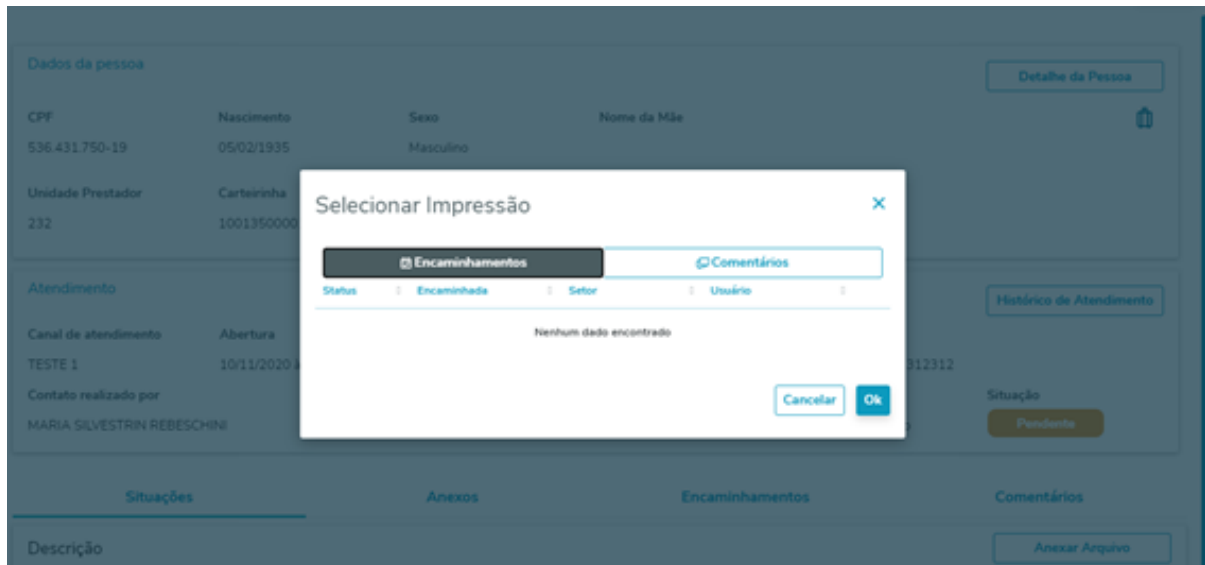 Dados da pessoa
Detalhe da Pessoa
CPF Nascimento Sexo Nome da Mãe
536.431.750-19 05/02/1935 Masculino
Unidade Prestador Carteirinha
232 1001350000
Selecionar Impressão
Encaminhamentos Comentários
Status Encaminhada Setor Usuário
Nenhum dado encontrado
Cancelar Ok
Atendimento
Histórico de Atendimento
Canal de atendimento Abertura
TESTE 1 10/11/2020 312312
Contato realizado por Situação
MARIA SILVESTRIN REBESCHINI Pendente
Situações Anexos Encaminhamentos Comentários
Descrição Anexar Arquivo